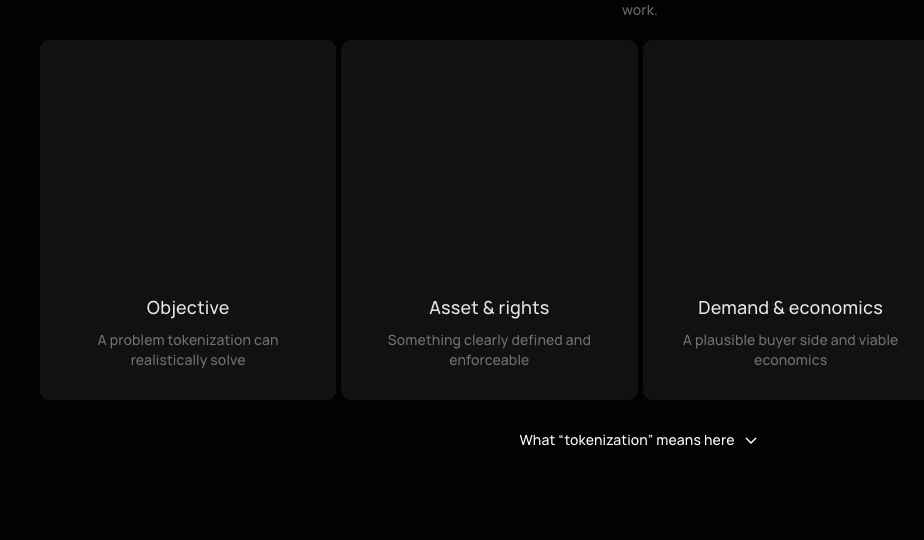 work.
Objective
A problem tokenization can
realistically solve
Asset & rights
Something clearly defined and
enforceable
Demand & economics
A plausible buyer side and viable
economics
What “tokenization” means here